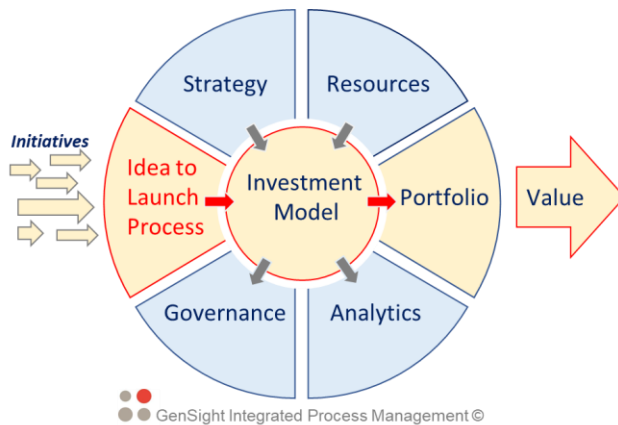 Strategy
Resources
Initiatives
Idea to
Launch
Process
Investment
Model
Portfolio
Value
Governance
Analytics
GenSight Integrated Process Management ©